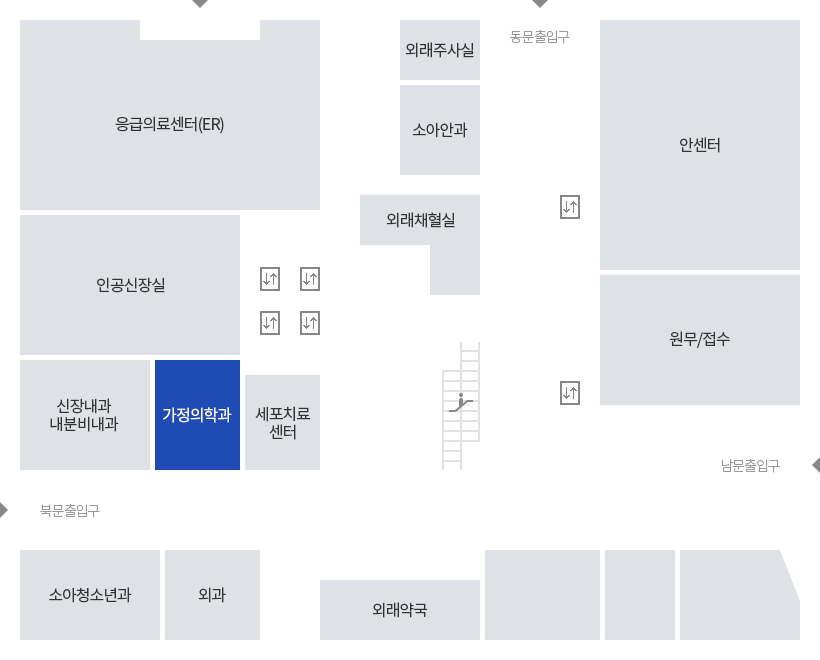 외래주사실
동문출입구
응급의료센터(ER)
소아안과
안센터
외래채혈실
인공신장실
원무/접수
신장내과
내분비내과
가정의학과
세포치료
센터
남문출입구
북문출입구
소아청소년과
외과
외래약국